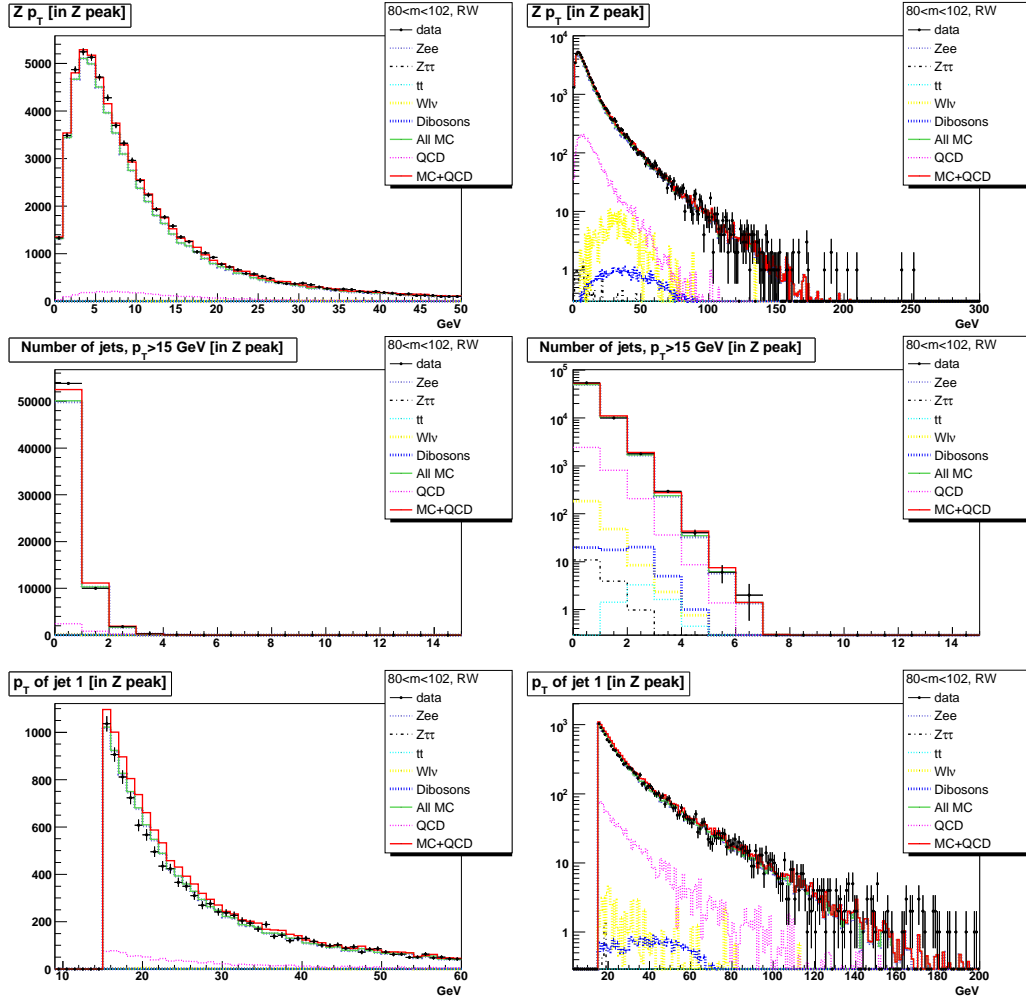 Z p_T [in Z peak]
80<m<102, RW
data
Zee
Zττ
tt
Wlν
Dibosons
All MC
QCD
MC+QCD
5000
4000
3000
2000
1000
0
0 5 10 15 20 25 30 35 40 45 50
GeV
Z p_T [in Z peak]
80<m<102, RW
data
Zee
Zττ
tt
Wlν
Dibosons
All MC
QCD
MC+QCD
10^4
10^3
10^2
10
1
0 50 100 150 200 250 300
GeV
Number of jets, p_T>15 GeV [in Z peak]
80<m<102, RW
data
Zee
Zττ
tt
Wlν
Dibosons
All MC
QCD
MC+QCD
50000
40000
30000
20000
10000
0
0 2 4 6 8 10 12 14
Number of jets, p_T>15 GeV [in Z peak]
80<m<102, RW
data
Zee
Zττ
tt
Wlν
Dibosons
All MC
QCD
MC+QCD
10^5
10^4
10^3
10^2
10
1
0 2 4 6 8 10 12 14
p_T of jet 1 [in Z peak]
80<m<102, RW
data
Zee
Zττ
tt
Wlν
Dibosons
All MC
QCD
MC+QCD
1000
800
600
400
200
0
10 20 30 40 50 60
GeV
p_T of jet 1 [in Z peak]
80<m<102, RW
data
Zee
Zττ
tt
Wlν
Dibosons
All MC
QCD
MC+QCD
10^3
10^2
10
1
20 40 60 80 100 120 140 160 180 200
GeV